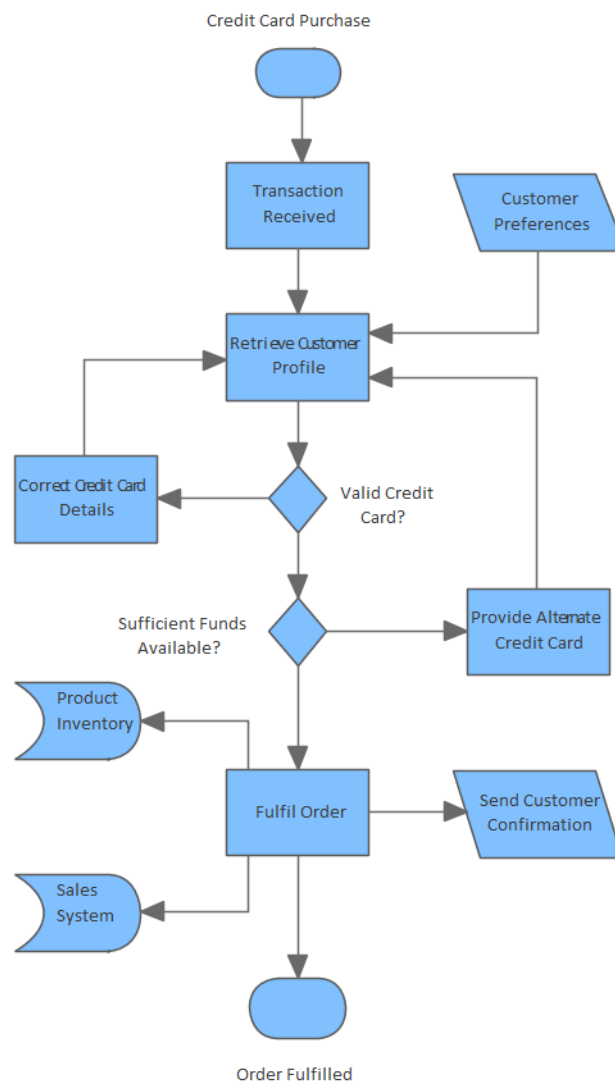 Credit Card Purchase
Transaction
Received
Customer
Preferences
Retrieve Customer
Profile
Correct Credit Card
Details
Valid Credit
Card?
Sufficient Funds
Available?
Provide Alternate
Credit Card
Product
Inventory
Fulfil Order
Send Customer
Confirmation
Sales
System
Order Fulfilled